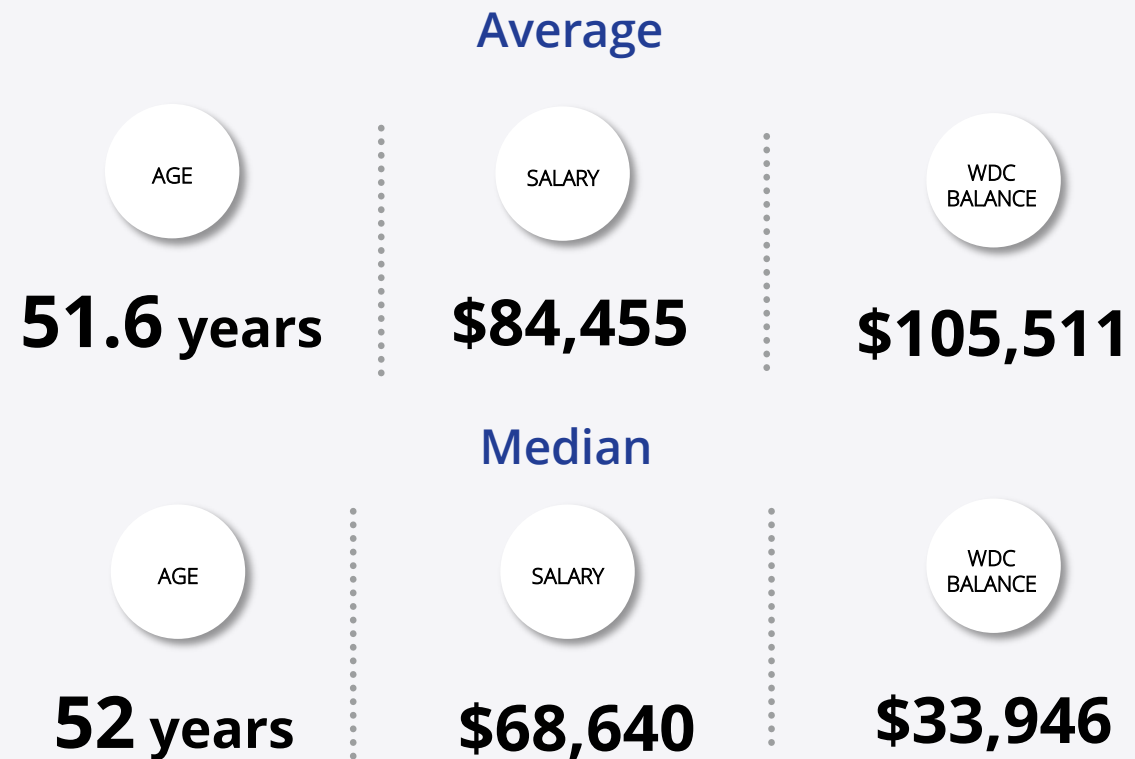 Average
AGE
SALARY
WDC
BALANCE
51.6 years
$84,455
$105,511
Median
AGE
SALARY
WDC
BALANCE
52 years
$68,640
$33,946